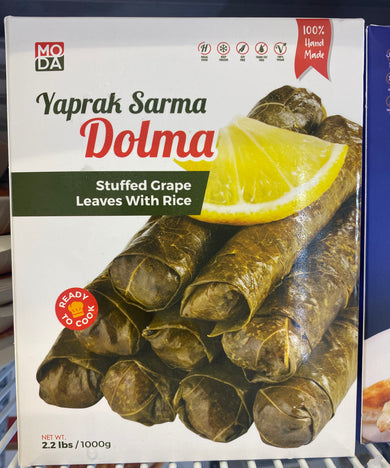 MO
DA
100%
Hand
Made
Yaprak Sarma
Dolma
Stuffed Grape
Leaves With Rice
READY
TO COOK
NET WT.
2.2 lbs / 1000g